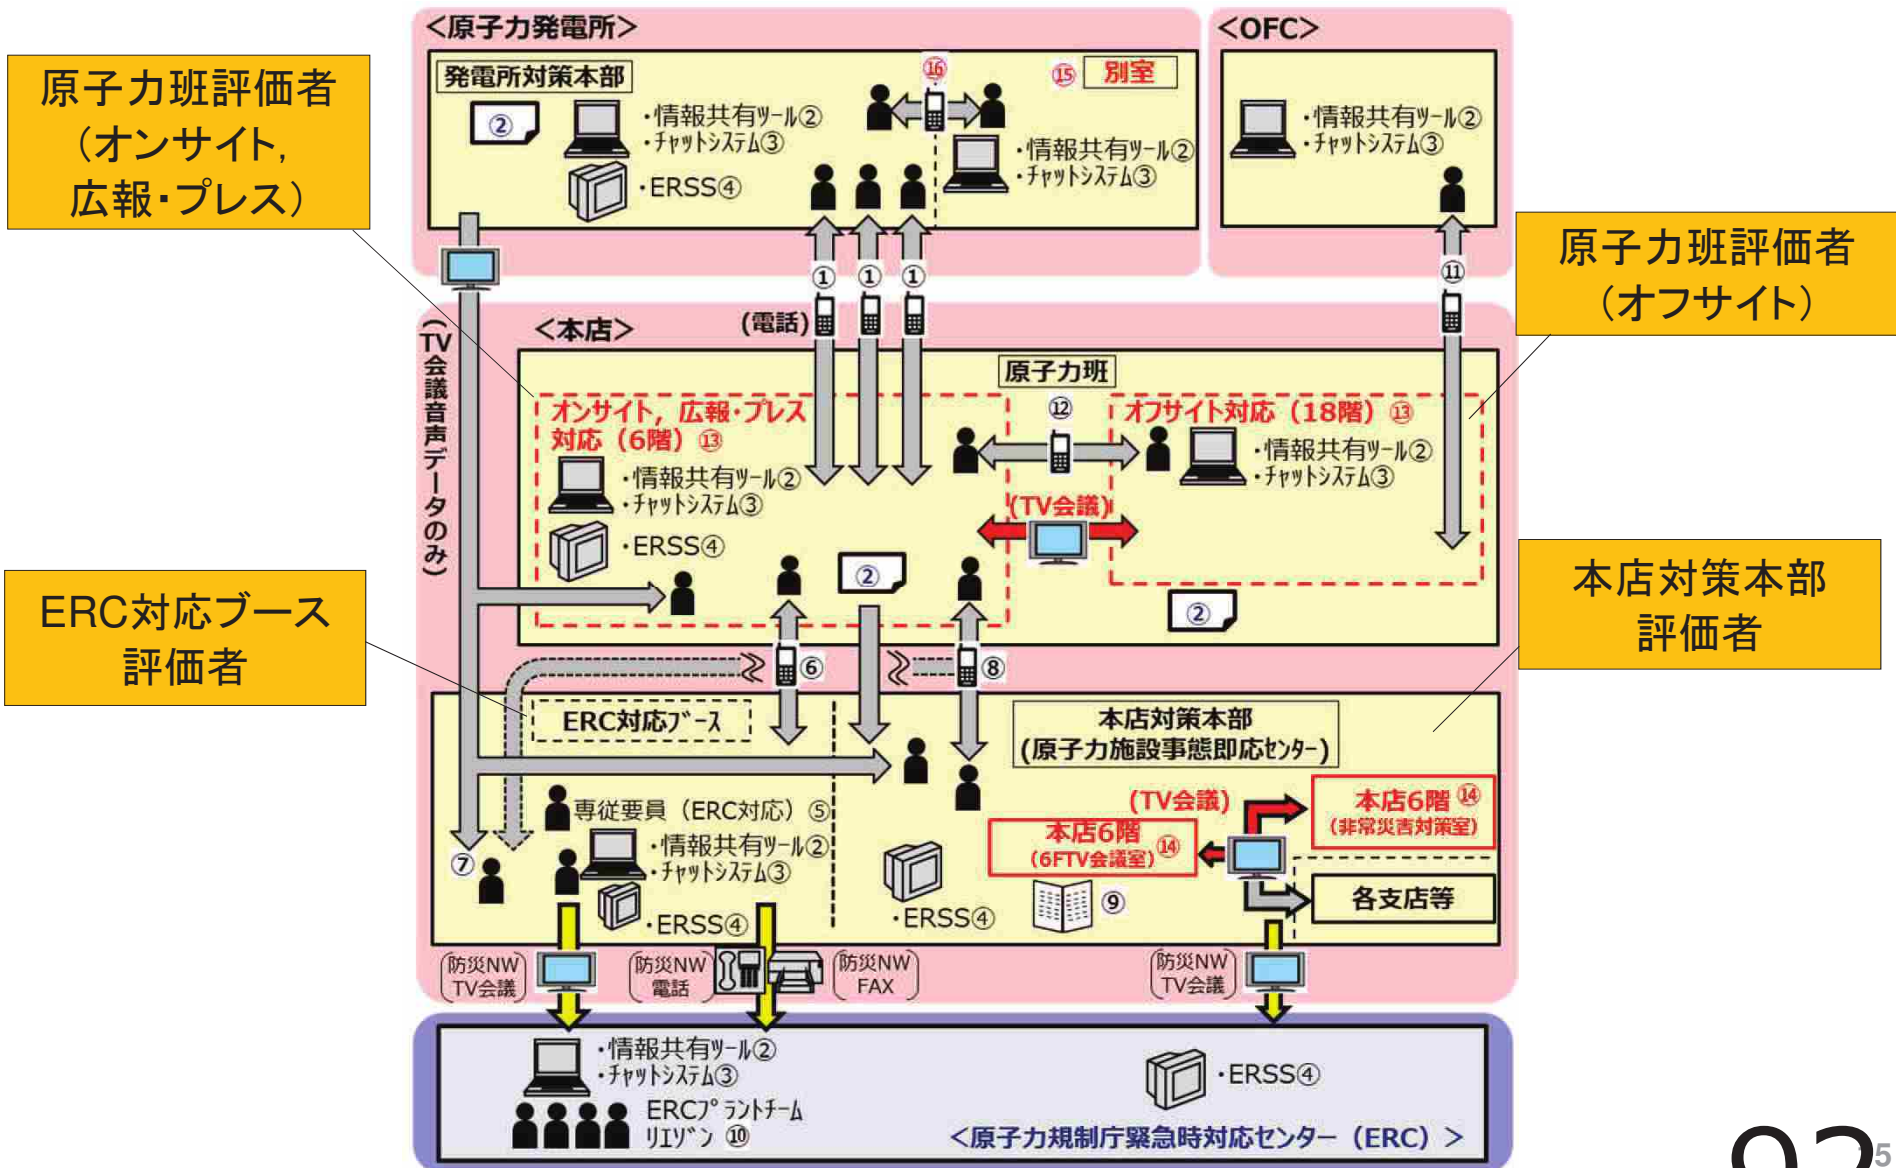 <原子力発電所>
発電所対策本部
②
・情報共有ツール②
・チャットシステム③
・ERSS④
⑯
⑮
別室
・情報共有ツール②
・チャットシステム③
<OFC>
・情報共有ツール②
・チャットシステム③
原子力班評価者
(オンサイト,
広報・プレス)
原子力班評価者
(オフサイト)
ERC対応ブース
評価者
本店対策本部
評価者
①
①
①
⑪
(TV会議音声データのみ)
<本店>
(電話)
原子力班
オンサイト, 広報・プレス
対応(6階)⑬
・情報共有ツール②
・チャットシステム③
・ERSS④
②
⑫
(TV会議)
オフサイト対応(18階)⑬
・情報共有ツール②
・チャットシステム③
②
⑥
⑧
ERC対応ブース
専従要員(ERC対応)⑤
・情報共有ツール②
・チャットシステム③
・ERSS④
⑦
本店対策本部
(原子力施設事態即応センター)
(TV会議)
本店6階⑭
(非常災害対策室)
本店6階
(6FTV会議室)⑭
⑨
・ERSS④
各支店等
防災NW
TV会議
防災NW
電話
防災NW
FAX
防災NW
TV会議
・情報共有ツール②
・チャットシステム③
ERCプラントチーム
リエゾン ⑩
・ERSS④
<原子力規制庁緊急時対応センター(ERC)>
5